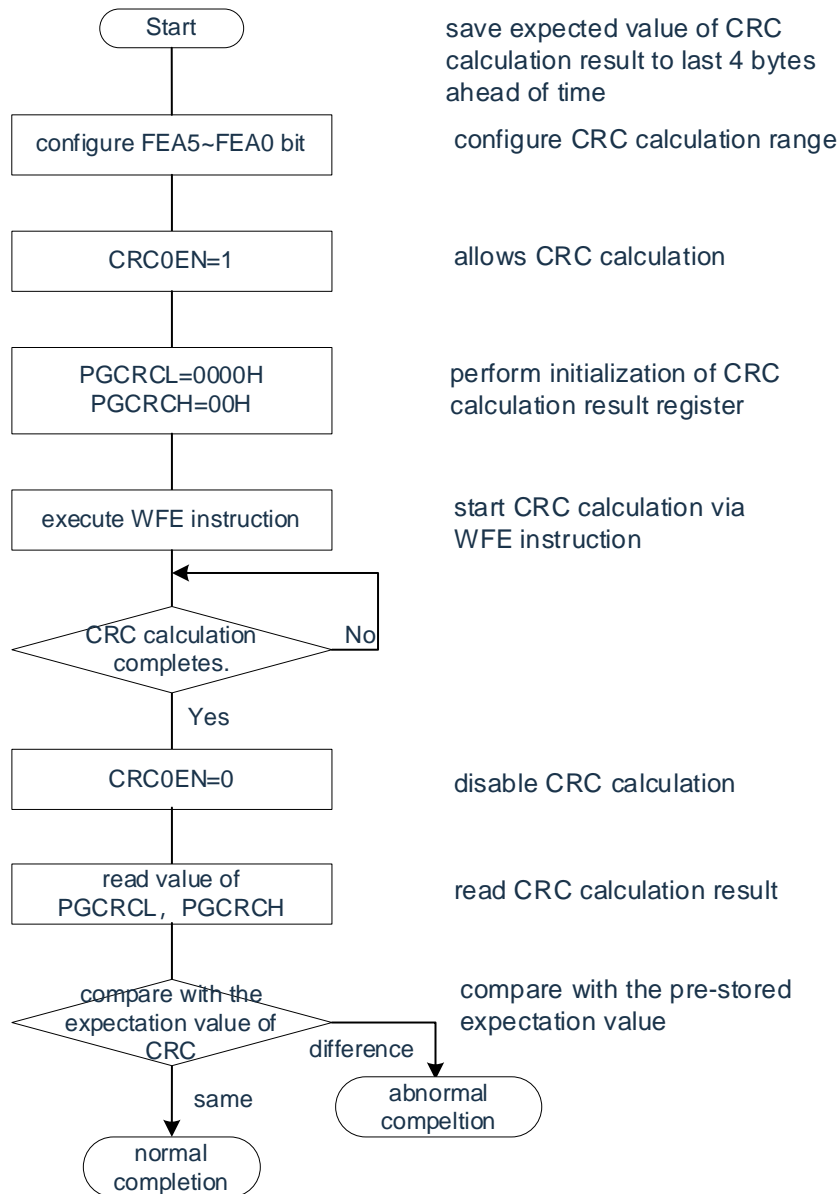 Start
save expected value of CRC
calculation result to last 4 bytes
ahead of time
configure FEA5~FEA0 bit
configure CRC calculation range
CRC0EN=1
allows CRC calculation
PGCRCL=0000H
PGCRCH=00H
perform initialization of CRC
calculation result register
execute WFE instruction
start CRC calculation via
WFE instruction
CRC calculation
completes.
No
Yes
CRC0EN=0
disable CRC calculation
read value of
PGCRCL, PGCRCH
read CRC calculation result
compare with the
expectation value of
CRC
compare with the pre-stored
expectation value
difference
same
abnormal
compeltion
normal
completion